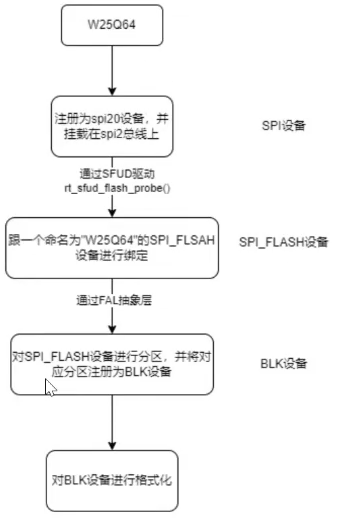 W25Q64
注册为spi20设备，并
挂载在spi2总线上
SPI设备
通过SFUD驱动
rt_sfud_flash_probe()
跟一个命名为"W25Q64"的SPI_FLSAH
设备进行绑定
SPI_FLASH设备
通过FAL抽象层
对SPI_FLASH设备进行分区，并将对
应分区注册为BLK设备
BLK设备
对BLK设备进行格式化